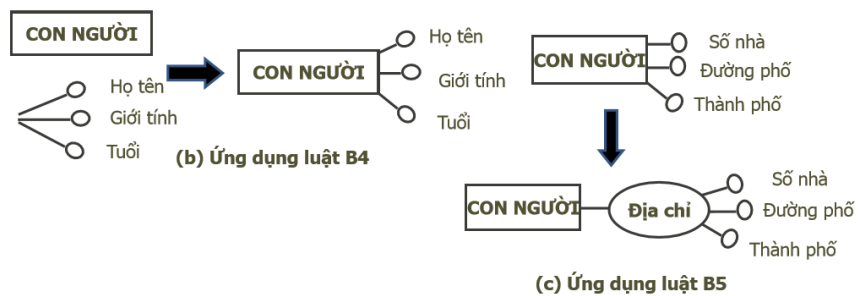 CON NGƯỜI
Họ tên
Giới tính
Tuổi
CON NGƯỜI
Họ tên
Giới tính
Tuổi
(b) Ứng dụng luật B4
CON NGƯỜI
Số nhà
Đường phố
Thành phố
CON NGƯỜI
Địa chỉ
Số nhà
Đường phố
Thành phố
(c) Ứng dụng luật B5